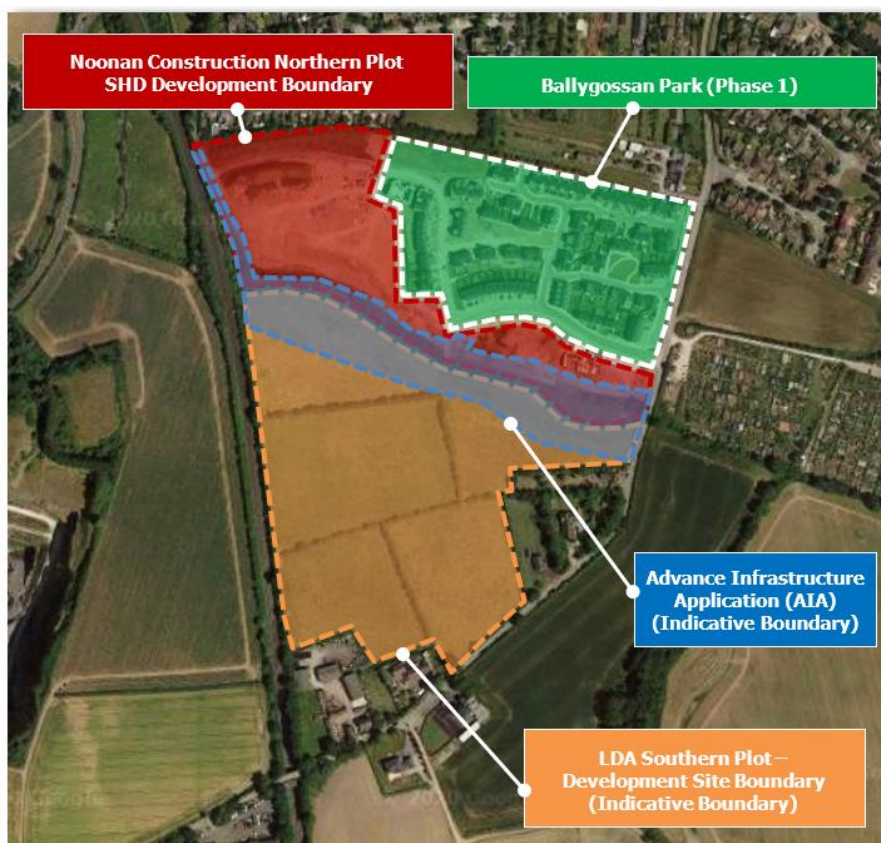 Noonan Construction Northern Plot
SHD Development Boundary
Ballygossan Park (Phase 1)
Advance Infrastructure
Application (AIA)
(Indicative Boundary)
LDA Southern Plot –
Development Site Boundary
(Indicative Boundary)